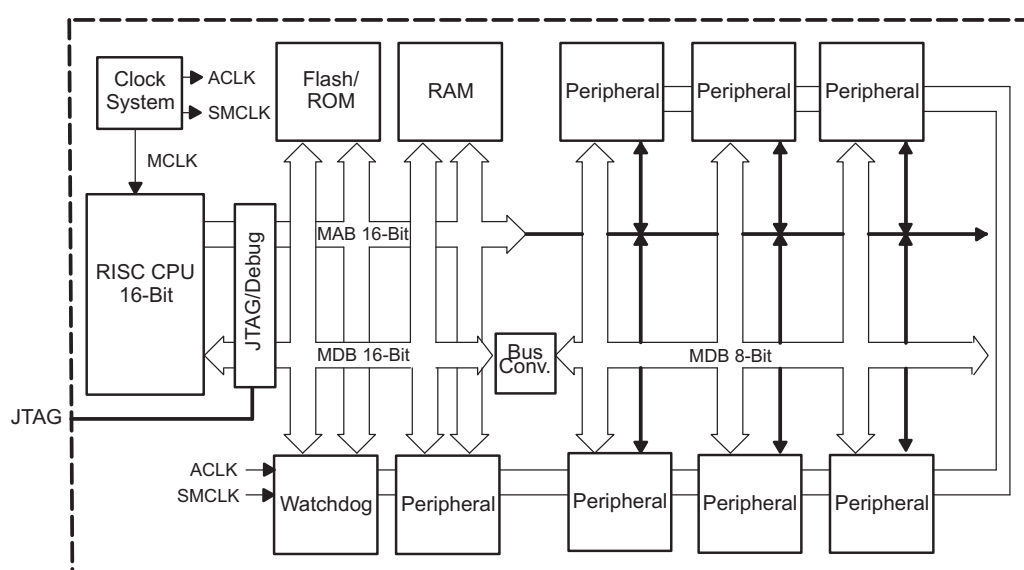 Clock
System
ACLK
SMCLK
MCLK
Flash/
ROM
RAM
Peripheral
Peripheral
Peripheral
RISC CPU
16-Bit
JTAG/Debug
MAB 16-Bit
MDB 16-Bit
Bus
Conv.
MDB 8-Bit
JTAG
ACLK
SMCLK
Watchdog
Peripheral
Peripheral
Peripheral
Peripheral